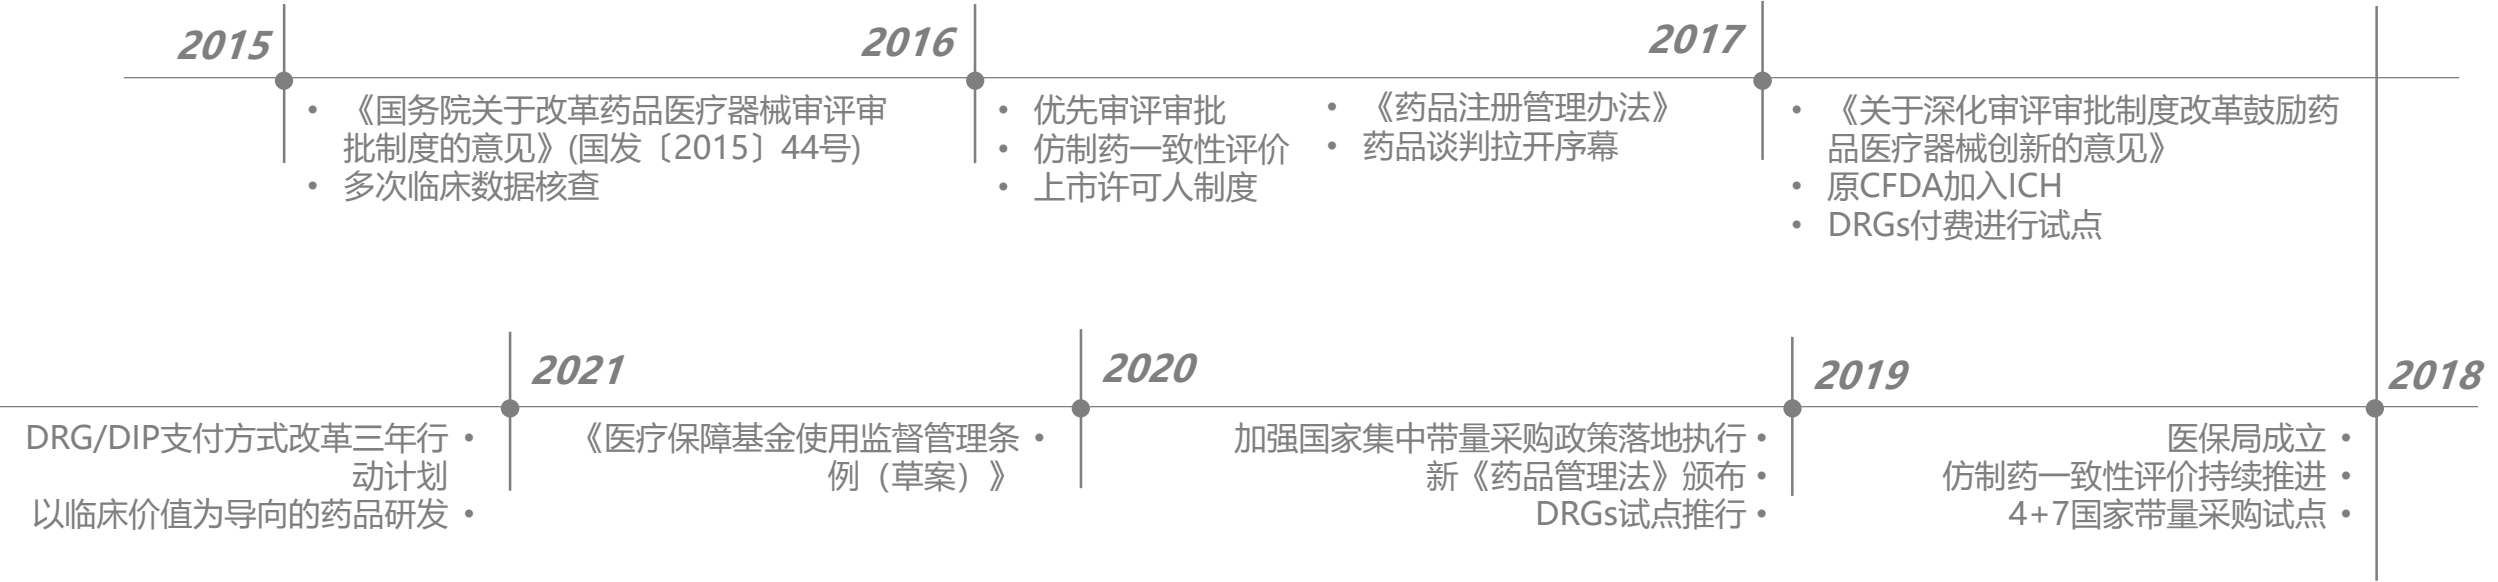 2015
• 《国务院关于改革药品医疗器械审评审
批制度的意见》(国发〔2015〕44号)
• 多次临床数据核查
2016
• 优先审评审批
• 仿制药一致性评价
• 上市许可人制度
• 《药品注册管理办法》
• 药品谈判拉开序幕
2017
• 《关于深化审评审批制度改革鼓励药
品医疗器械创新的意见》
• 原CFDA加入ICH
• DRGs付费进行试点
2018
医保局成立 •
仿制药一致性评价持续推进 •
4+7国家带量采购试点 •
2019
加强国家集中带量采购政策落地执行 •
新《药品管理法》颁布 •
DRGs试点推行 •
2020
《医疗保障基金使用监督管理条 •
例（草案）》
2021
DRG/DIP支付方式改革三年行 •
动计划
以临床价值为导向的药品研发 •